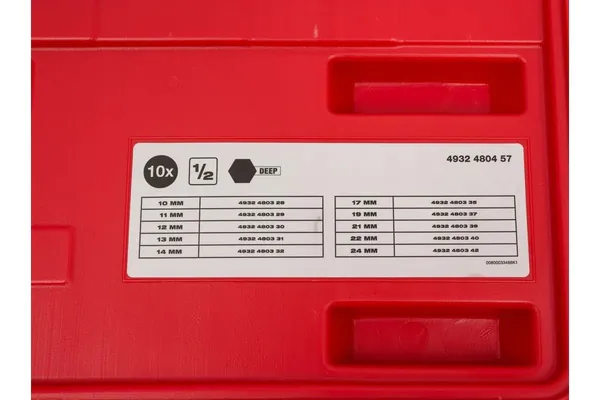 10x 1/2 DEEP 4932 4804 57
10 MM 4932 4803 28
11 MM 4932 4803 29
12 MM 4932 4803 30
13 MM 4932 4803 31
14 MM 4932 4803 32
17 MM 4932 4803 35
19 MM 4932 4803 37
21 MM 4932 4803 39
22 MM 4932 4803 40
24 MM 4932 4803 42